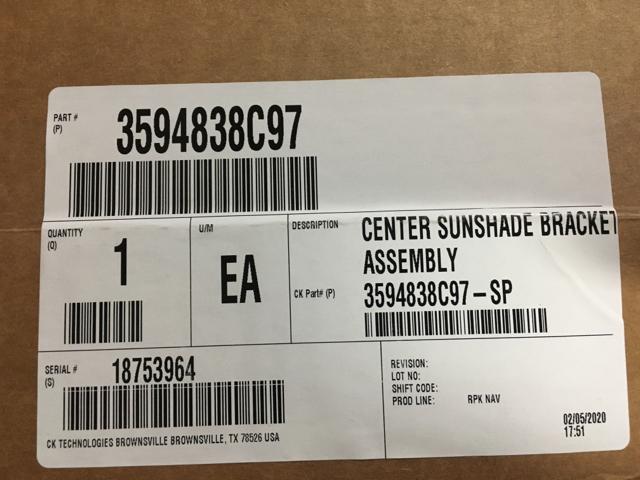 PART #
(P)
3594838C97
QUANTITY
(Q)
1
U/M
EA
DESCRIPTION
CENTER SUNSHADE BRACKET
ASSEMBLY
CK Part# (P)
3594838C97-SP
SERIAL #
(S)
18753964
CK TECHNOLOGIES BROWNSVILLE BROWNSVILLE, TX 78526 USA
REVISION:
LOT NO:
SHIFT CODE:
PROD LINE: RPK NAV
02/05/2020
17:51